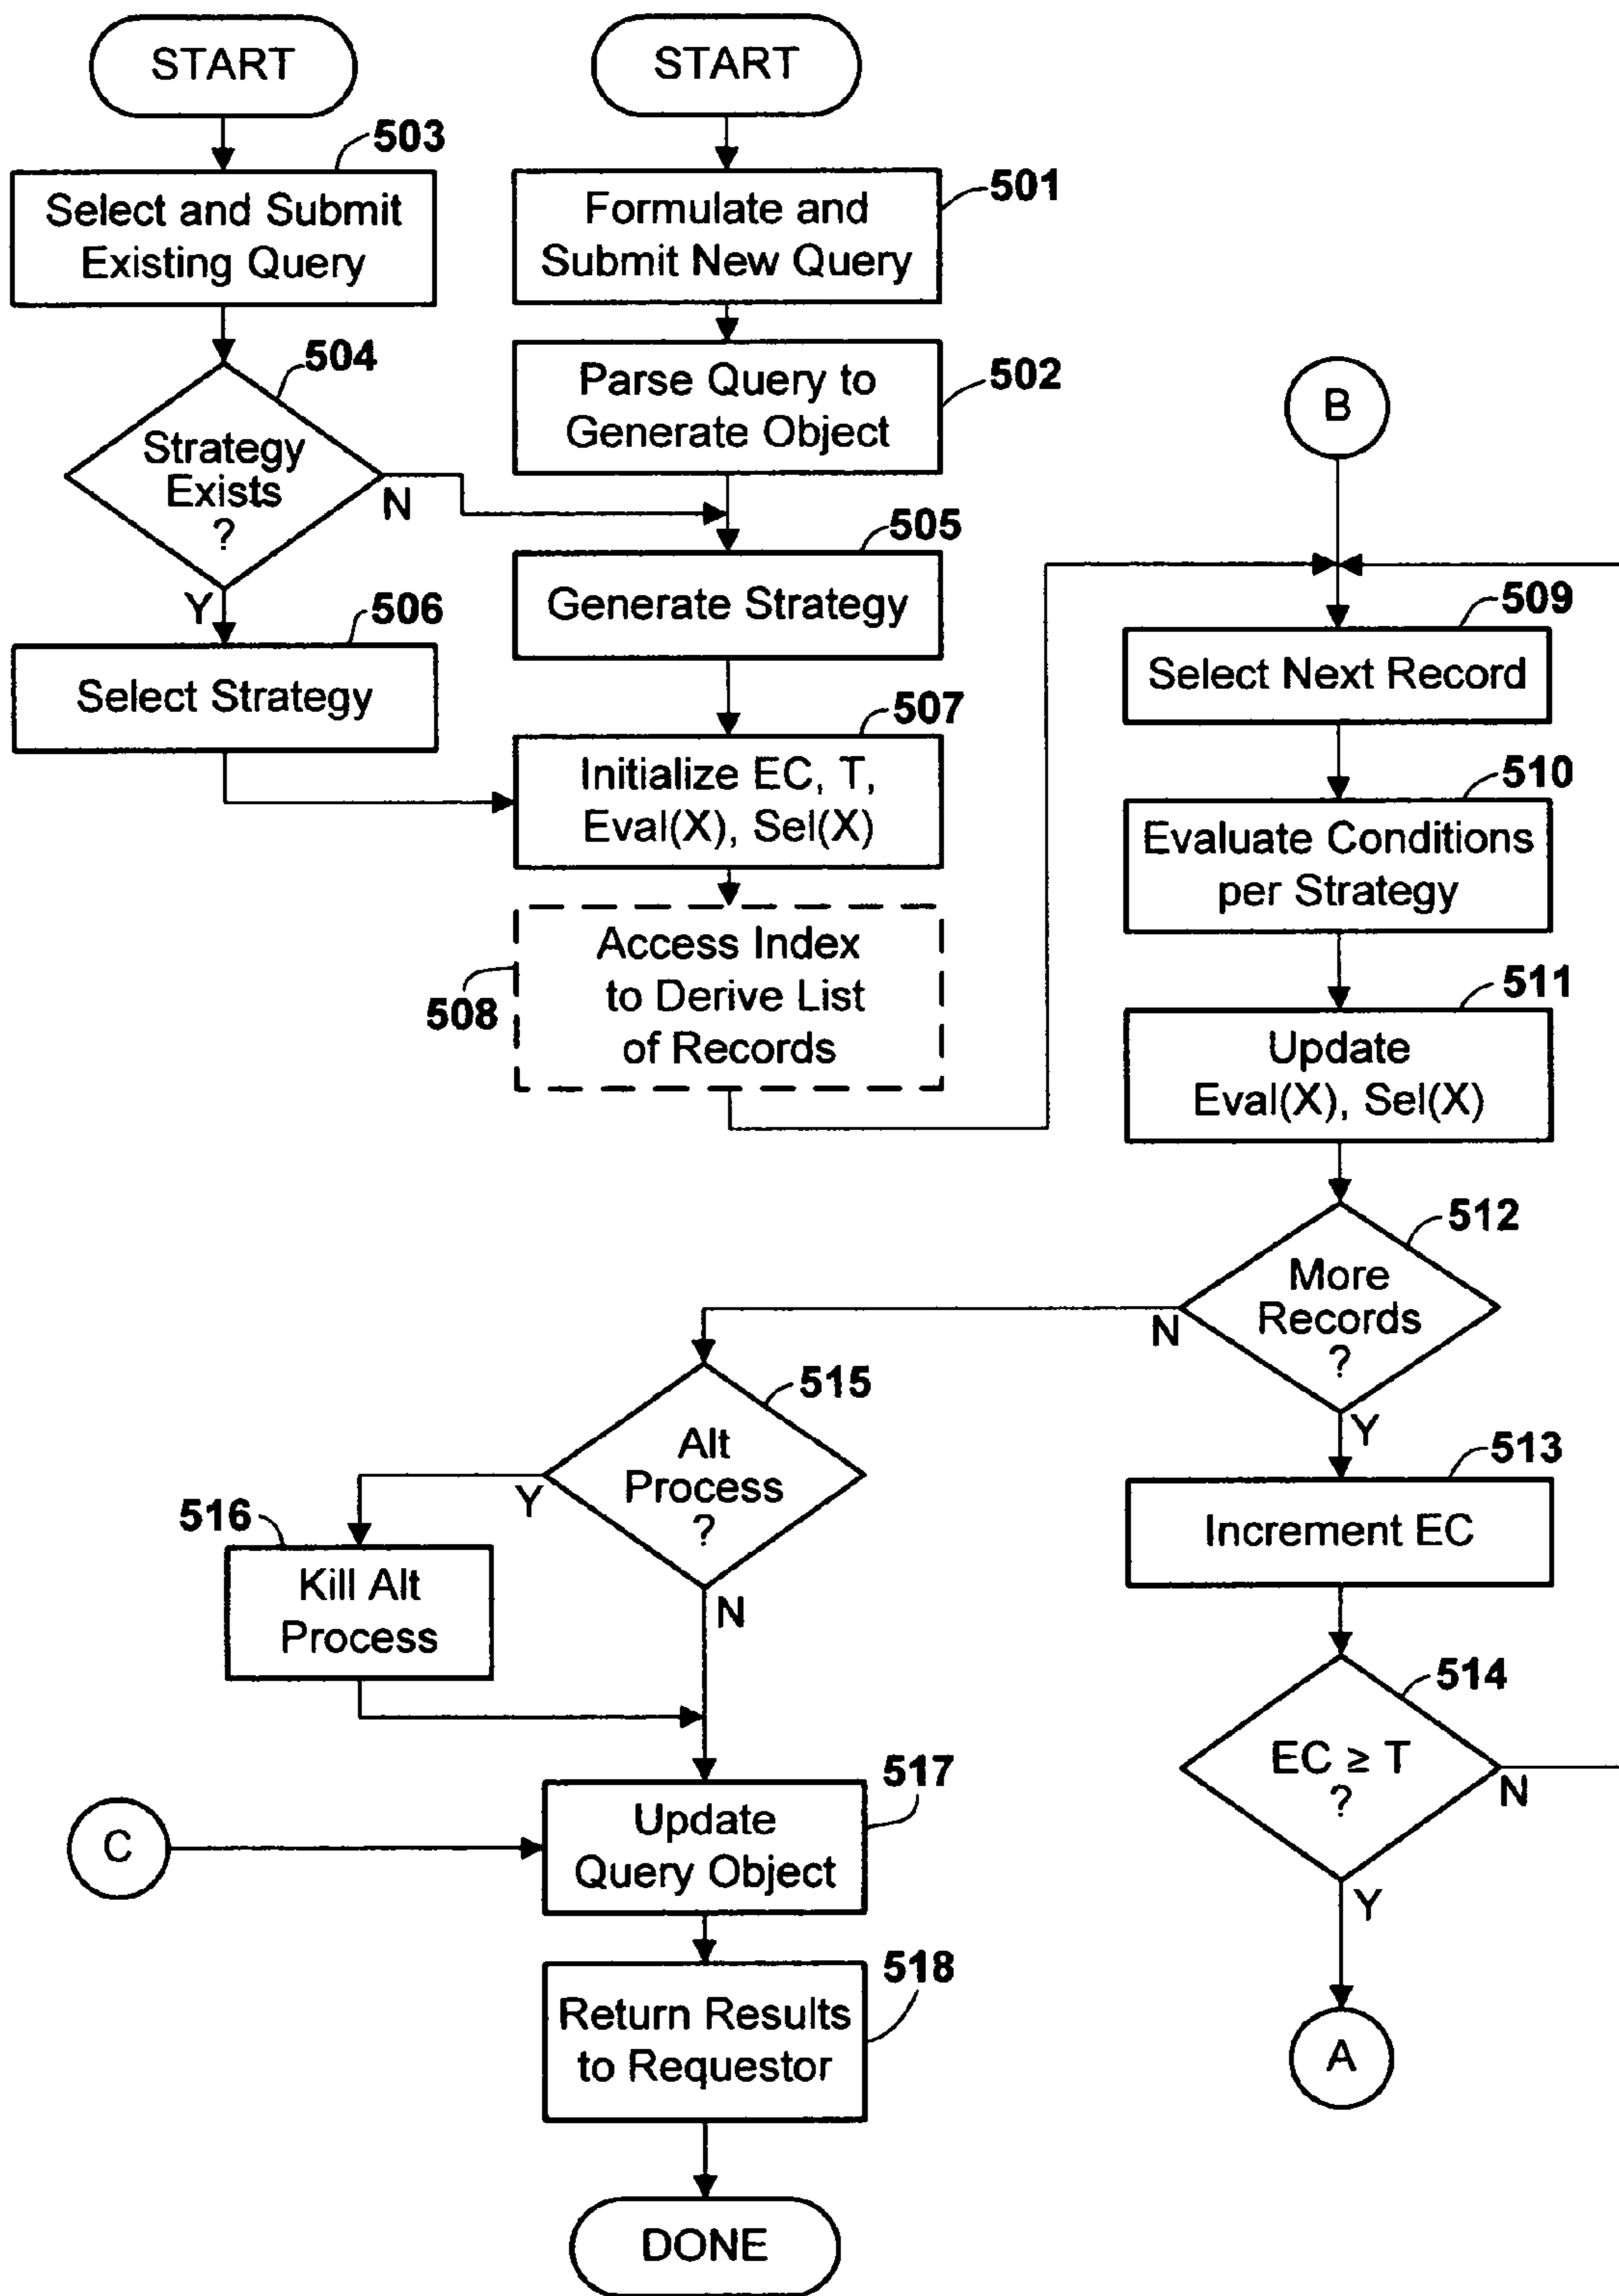 START
503
Select and Submit
Existing Query
504
Strategy
Exists
?
N
Y
506
Select Strategy
START
501
Formulate and
Submit New Query
502
Parse Query to
Generate Object
505
Generate Strategy
507
Initialize EC, T,
Eval(X), Sel(X)
508
Access Index
to Derive List
of Records
B
509
Select Next Record
510
Evaluate Conditions
per Strategy
511
Update
Eval(X), Sel(X)
512
More
Records
?
N
Y
513
Increment EC
514
EC ≥ T
?
N
Y
A
515
Alt
Process
?
Y
N
516
Kill Alt
Process
C
517
Update
Query Object
518
Return Results
to Requestor
DONE